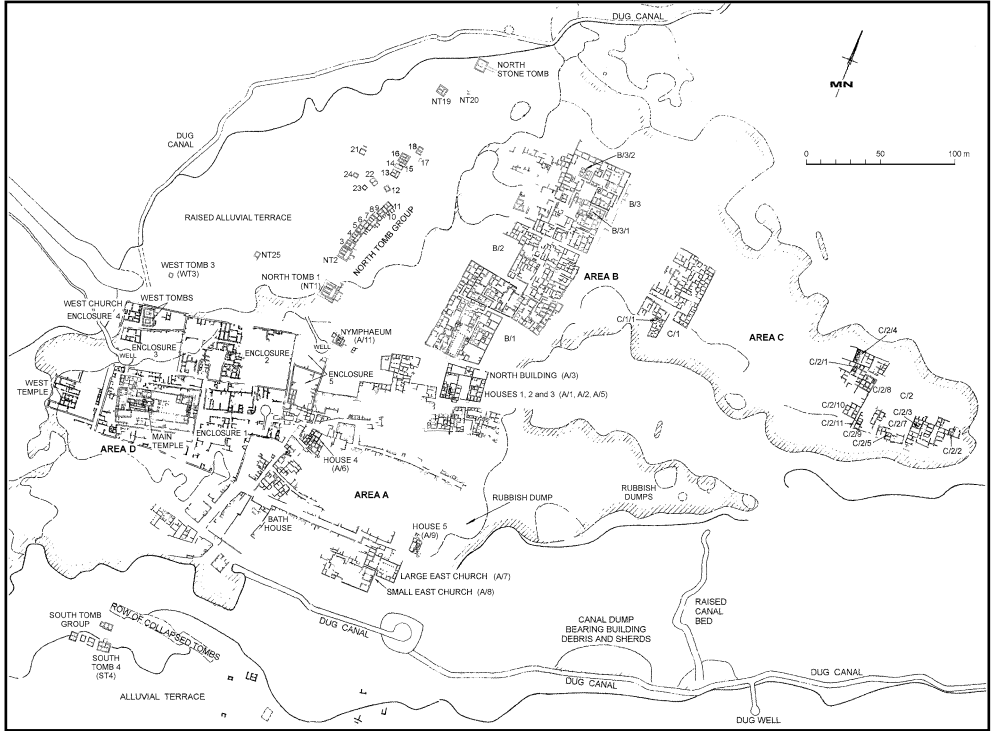 DUG CANAL
NORTH
STONE TOMB
MN
NT19
NT20
DUG
CANAL
0 50 100 m
21
18
16
17
14
15
13
24
22
23
12
B/3/2
B/3
B/3/1
RAISED ALLUVIAL TERRACE
11
10
9
8
7
6
5
4
3
NT2
NORTH TOMB GROUP
B/2
NT25
WEST TOMB 3
(WT3)
NORTH TOMB 1
(NT1)
AREA B
WEST CHURCH
WEST TOMBS
ENCLOSURE 4
C/1/1
C/1
AREA C
C/2/4
NYMPHAEUM
(A/11)
B/1
WELL
WELL
ENCLOSURE
3
ENCLOSURE
2
ENCLOSURE
5
C/2/1
WEST
TEMPLE
NORTH BUILDING (A/3)
HOUSES 1, 2 and 3 (A/1, A/2, A/5)
C/2/8
C/2
C/2/10
C/2/3
C/2/11
C/2/7
C/2/9
C/2/5
C/2/2
MAIN
TEMPLE
ENCLOSURE 1
AREA D
HOUSE 4
(A/6)
AREA A
RUBBISH DUMP
RUBBISH
DUMPS
BATH
HOUSE
HOUSE 5
(A/9)
LARGE EAST CHURCH (A/7)
SMALL EAST CHURCH (A/8)
SOUTH TOMB
GROUP
ROW OF COLLAPSED TOMBS
DUG CANAL
CANAL DUMP
BEARING BUILDING
DEBRIS AND SHERDS
RAISED
CANAL
BED
SOUTH
TOMB 4
(ST4)
ALLUVIAL TERRACE
DUG CANAL
DUG CANAL
DUG WELL